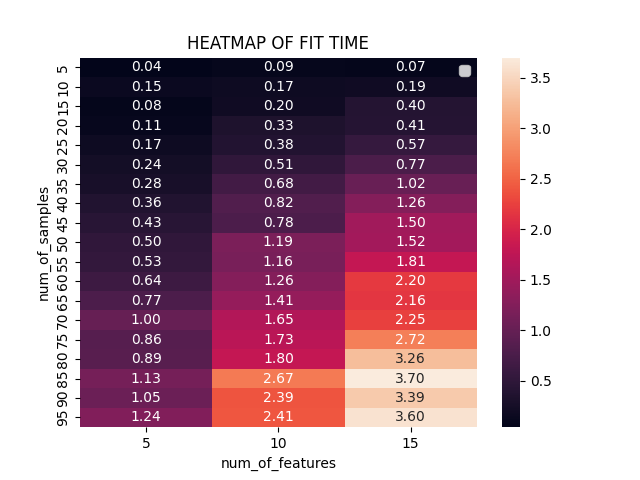 HEATMAP OF FIT TIME
num_of_samples
5 0.04 0.09 0.07
10 0.15 0.17 0.19
15 0.08 0.20 0.40
20 0.11 0.33 0.41
25 0.17 0.38 0.57
30 0.24 0.51 0.77
35 0.28 0.68 1.02
40 0.36 0.82 1.26
45 0.43 0.78 1.50
50 0.50 1.19 1.52
55 0.53 1.16 1.81
60 0.64 1.26 2.20
65 0.77 1.41 2.16
70 1.00 1.65 2.25
75 0.86 1.73 2.72
80 0.89 1.80 3.26
85 1.13 2.67 3.70
90 1.05 2.39 3.39
95 1.24 2.41 3.60
5 10 15
num_of_features
3.5
3.0
2.5
2.0
1.5
1.0
0.5